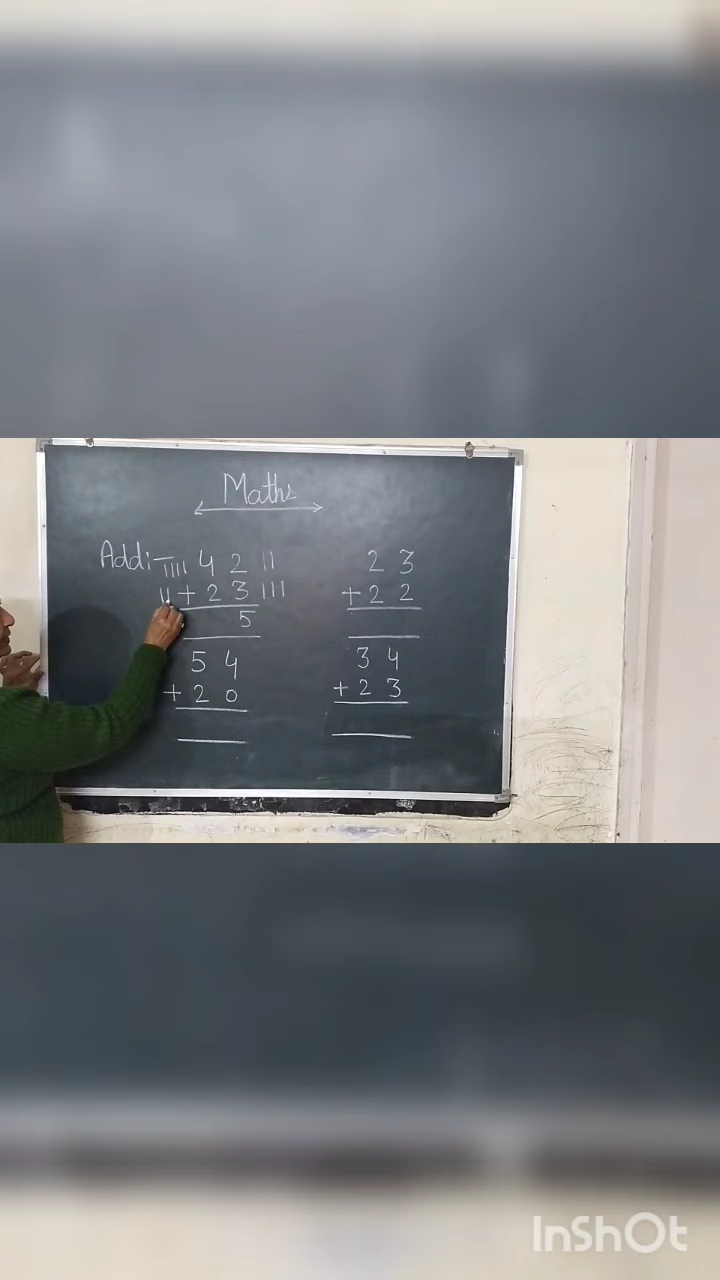 Maths
Add:- |||| 4 2 ||
|| + 2 3 |||
5
2 3
+ 2 2
5 4
+ 2 0
3 4
+ 2 3
InShOt